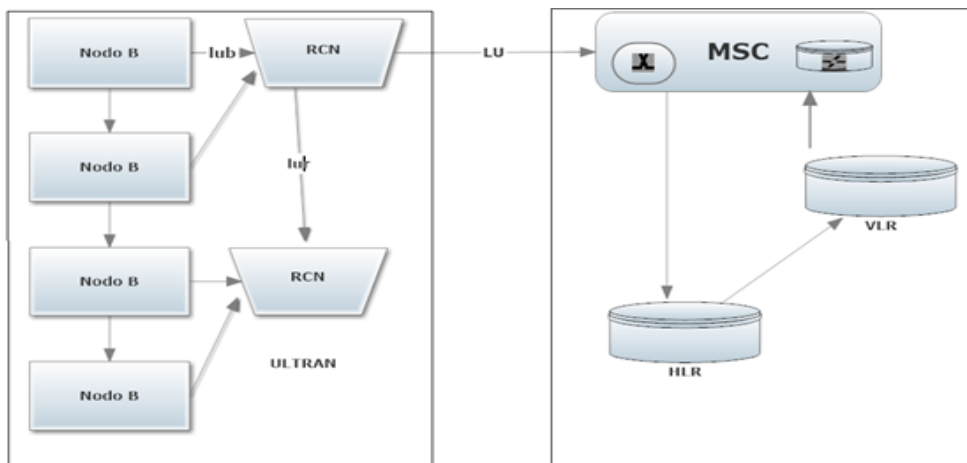 Nodo B
Iub
RCN
LU
MSC
Nodo B
Iur
VLR
Nodo B
RCN
ULTRAN
HLR
Nodo B